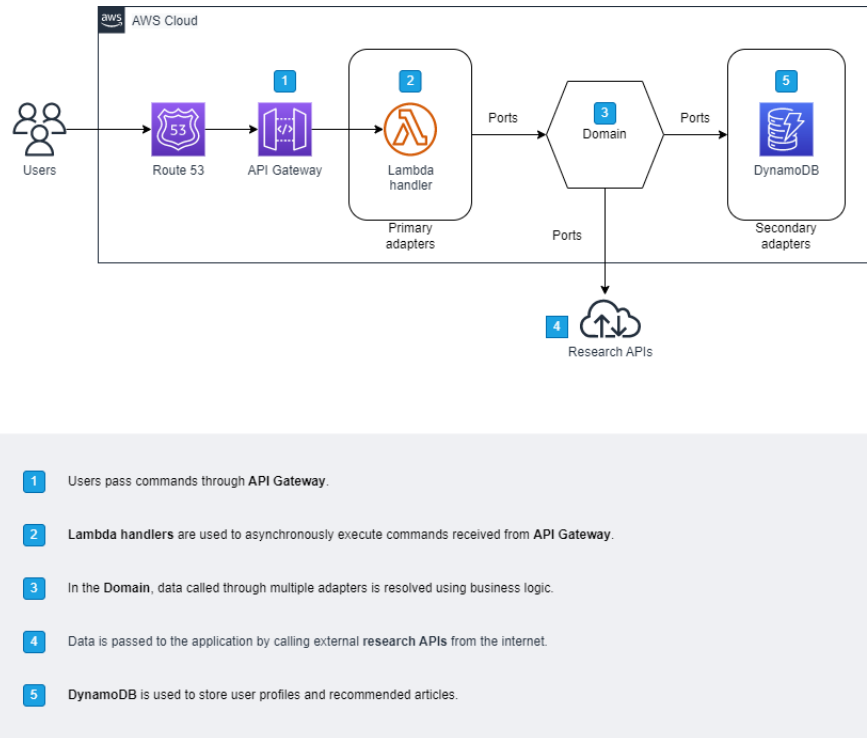 aws AWS Cloud
1
2
3
5
Users
53
Route 53
</>
API Gateway
Lambda
handler
Primary
adapters
Ports
Domain
Ports
DynamoDB
Secondary
adapters
Ports
4
Research APIs
1 Users pass commands through API Gateway.
2 Lambda handlers are used to asynchronously execute commands received from API Gateway.
3 In the Domain, data called through multiple adapters is resolved using business logic.
4 Data is passed to the application by calling external research APIs from the internet.
5 DynamoDB is used to store user profiles and recommended articles.